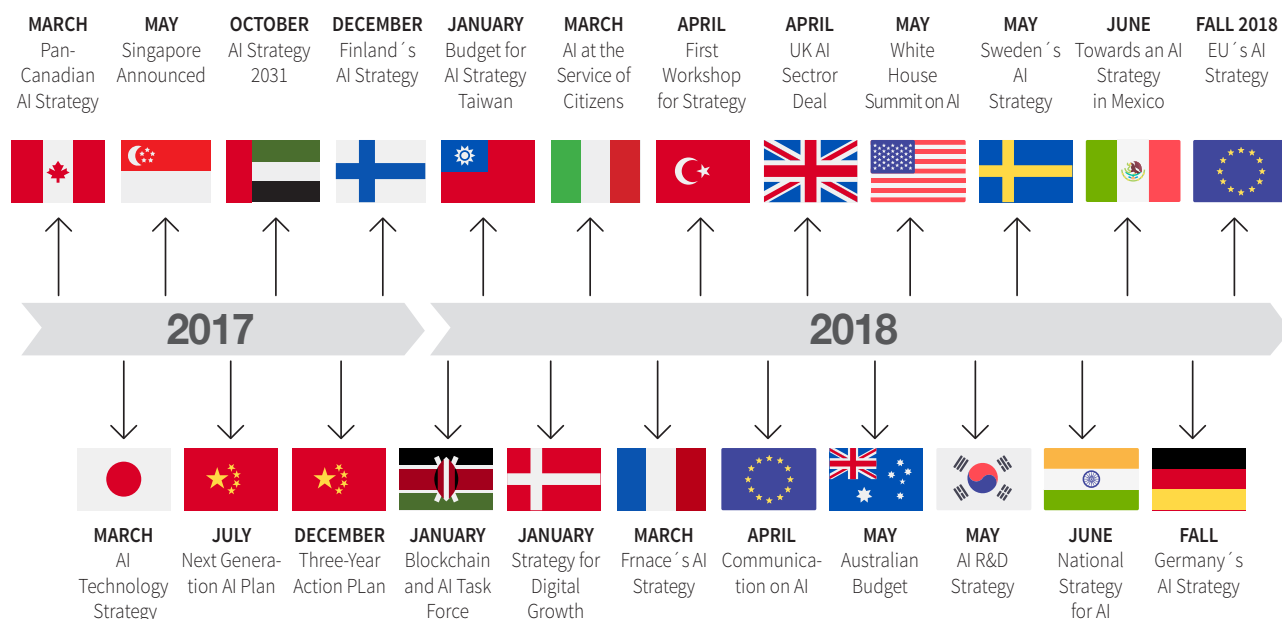 MARCH
Pan-
Canadian
AI Strategy
MAY
Singapore
Announced
OCTOBER
AI Strategy
2031
DECEMBER
Finland´s
AI Strategy
JANUARY
Budget for
AI Strategy
Taiwan
MARCH
AI at the
Service of
Citizens
APRIL
First
Workshop
for Strategy
APRIL
UK AI
Sectror
Deal
MAY
White
House
Summit on AI
MAY
Sweden´s
AI
Strategy
JUNE
Towards an AI
Strategy
in Mexico
FALL 2018
EU´s AI
Strategy
2017
2018
MARCH
AI
Technology
Strategy
JULY
Next Genera-
tion AI Plan
DECEMBER
Three-Year
Action PLan
JANUARY
Blockchain
and AI Task
Force
JANUARY
Strategy for
Digital
Growth
MARCH
Frnace´s AI
Strategy
APRIL
Communica-
tion on AI
MAY
Australian
Budget
MAY
AI R&D
Strategy
JUNE
National
Strategy
for AI
FALL
Germany´s
AI Strategy